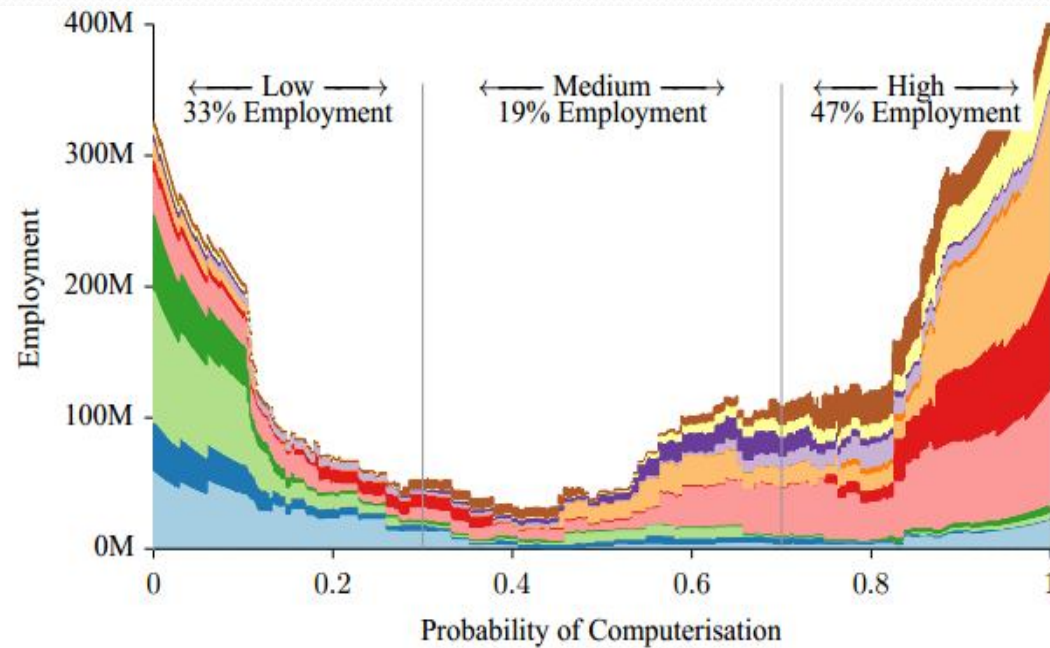 400M
300M
200M
100M
0M
Employment
←— Low —→
33% Employment
←— Medium —→
19% Employment
←— High —→
47% Employment
0 0.2 0.4 0.6 0.8 1
Probability of Computerisation